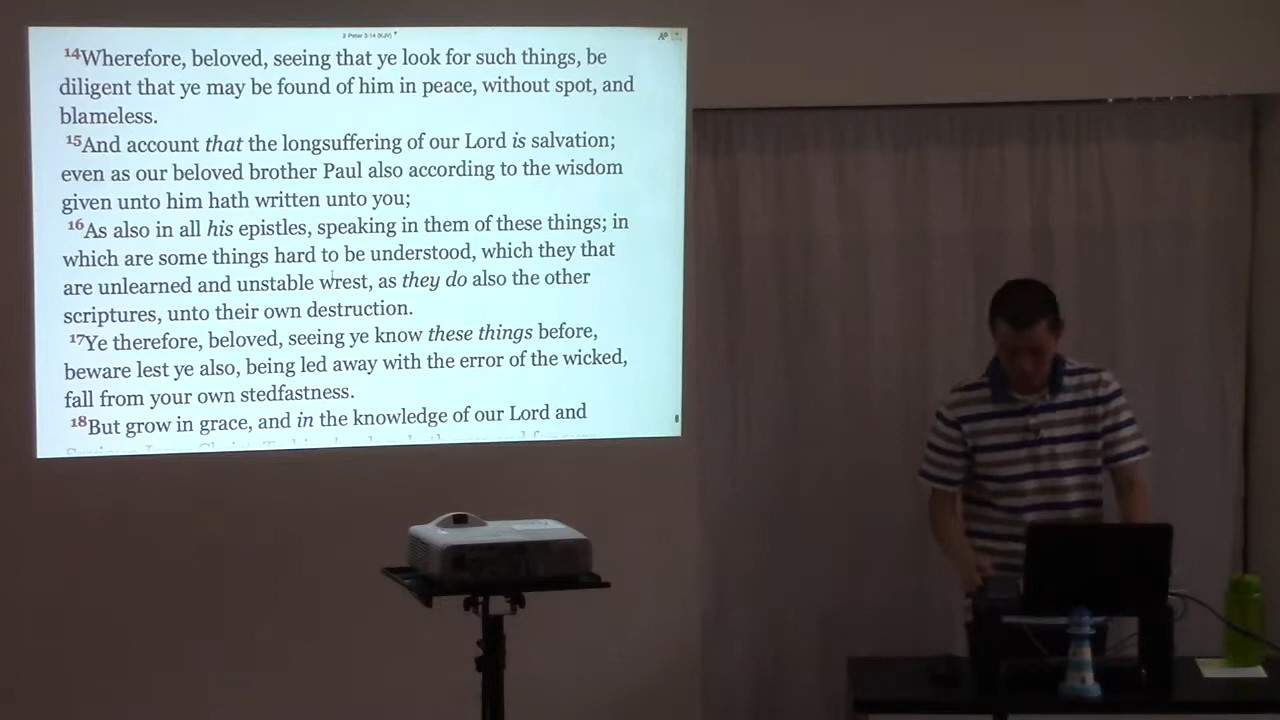 2 Peter 3:14 (KJV)
14Wherefore, beloved, seeing that ye look for such things, be
diligent that ye may be found of him in peace, without spot, and
blameless.
15And account that the longsuffering of our Lord is salvation;
even as our beloved brother Paul also according to the wisdom
given unto him hath written unto you;
16As also in all his epistles, speaking in them of these things; in
which are some things hard to be understood, which they that
are unlearned and unstable wrest, as they do also the other
scriptures, unto their own destruction.
17Ye therefore, beloved, seeing ye know these things before,
beware lest ye also, being led away with the error of the wicked,
fall from your own stedfastness.
18But grow in grace, and in the knowledge of our Lord and